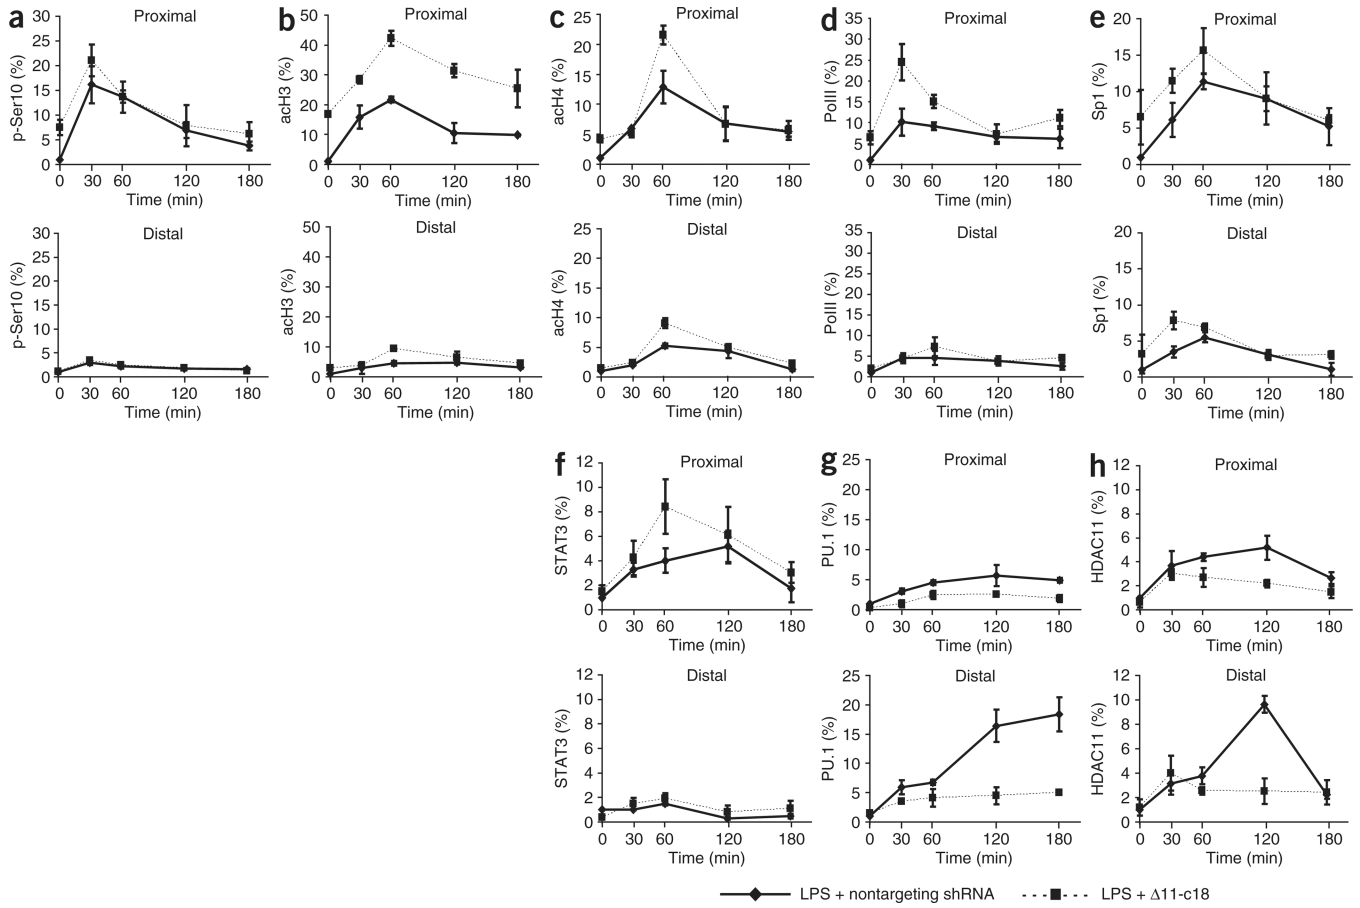 a
Proximal
p-Ser10 (%)
30
25
20
15
10
5
0
0 30 60 120 180
Time (min)
Distal
p-Ser10 (%)
30
25
20
15
10
5
0
0 30 60 120 180
Time (min)
b
Proximal
acH3 (%)
50
40
30
20
10
0
0 30 60 120 180
Time (min)
Distal
acH3 (%)
50
40
30
20
10
0
0 30 60 120 180
Time (min)
c
Proximal
acH4 (%)
25
20
15
10
5
0
0 30 60 120 180
Time (min)
Distal
acH4 (%)
25
20
15
10
5
0
0 30 60 120 180
Time (min)
d
Proximal
PolII (%)
35
30
25
20
15
10
5
0
0 30 60 120 180
Time (min)
Distal
PolII (%)
35
30
25
20
15
10
5
0
0 30 60 120 180
Time (min)
e
Proximal
Sp1 (%)
20
15
10
5
0
0 30 60 120 180
Time (min)
Distal
Sp1 (%)
20
15
10
5
0
0 30 60 120 180
Time (min)
f
Proximal
STAT3 (%)
12
10
8
6
4
2
0
0 30 60 120 180
Time (min)
Distal
STAT3 (%)
12
10
8
6
4
2
0
0 30 60 120 180
Time (min)
g
Proximal
PU.1 (%)
25
20
15
10
5
0
0 30 60 120 180
Time (min)
Distal
PU.1 (%)
25
20
15
10
5
0
0 30 60 120 180
Time (min)
h
Proximal
HDAC11 (%)
12
10
8
6
4
2
0
0 30 60 120 180
Time (min)
Distal
HDAC11 (%)
12
10
8
6
4
2
0
0 30 60 120 180
Time (min)
LPS + nontargeting shRNA
LPS + Δ11-c18